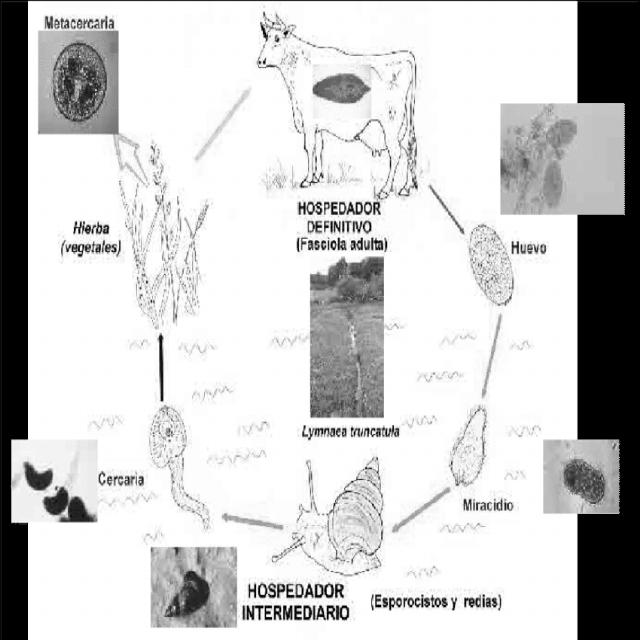 Metacercaria
HOSPEDADOR
DEFINITIVO
(Fasciola adulta)
Hierba
(vegetales)
Huevo
Lymnaea truncatula
Cercaria
Miracidio
HOSPEDADOR
INTERMEDIARIO
(Esporocistos y redias)